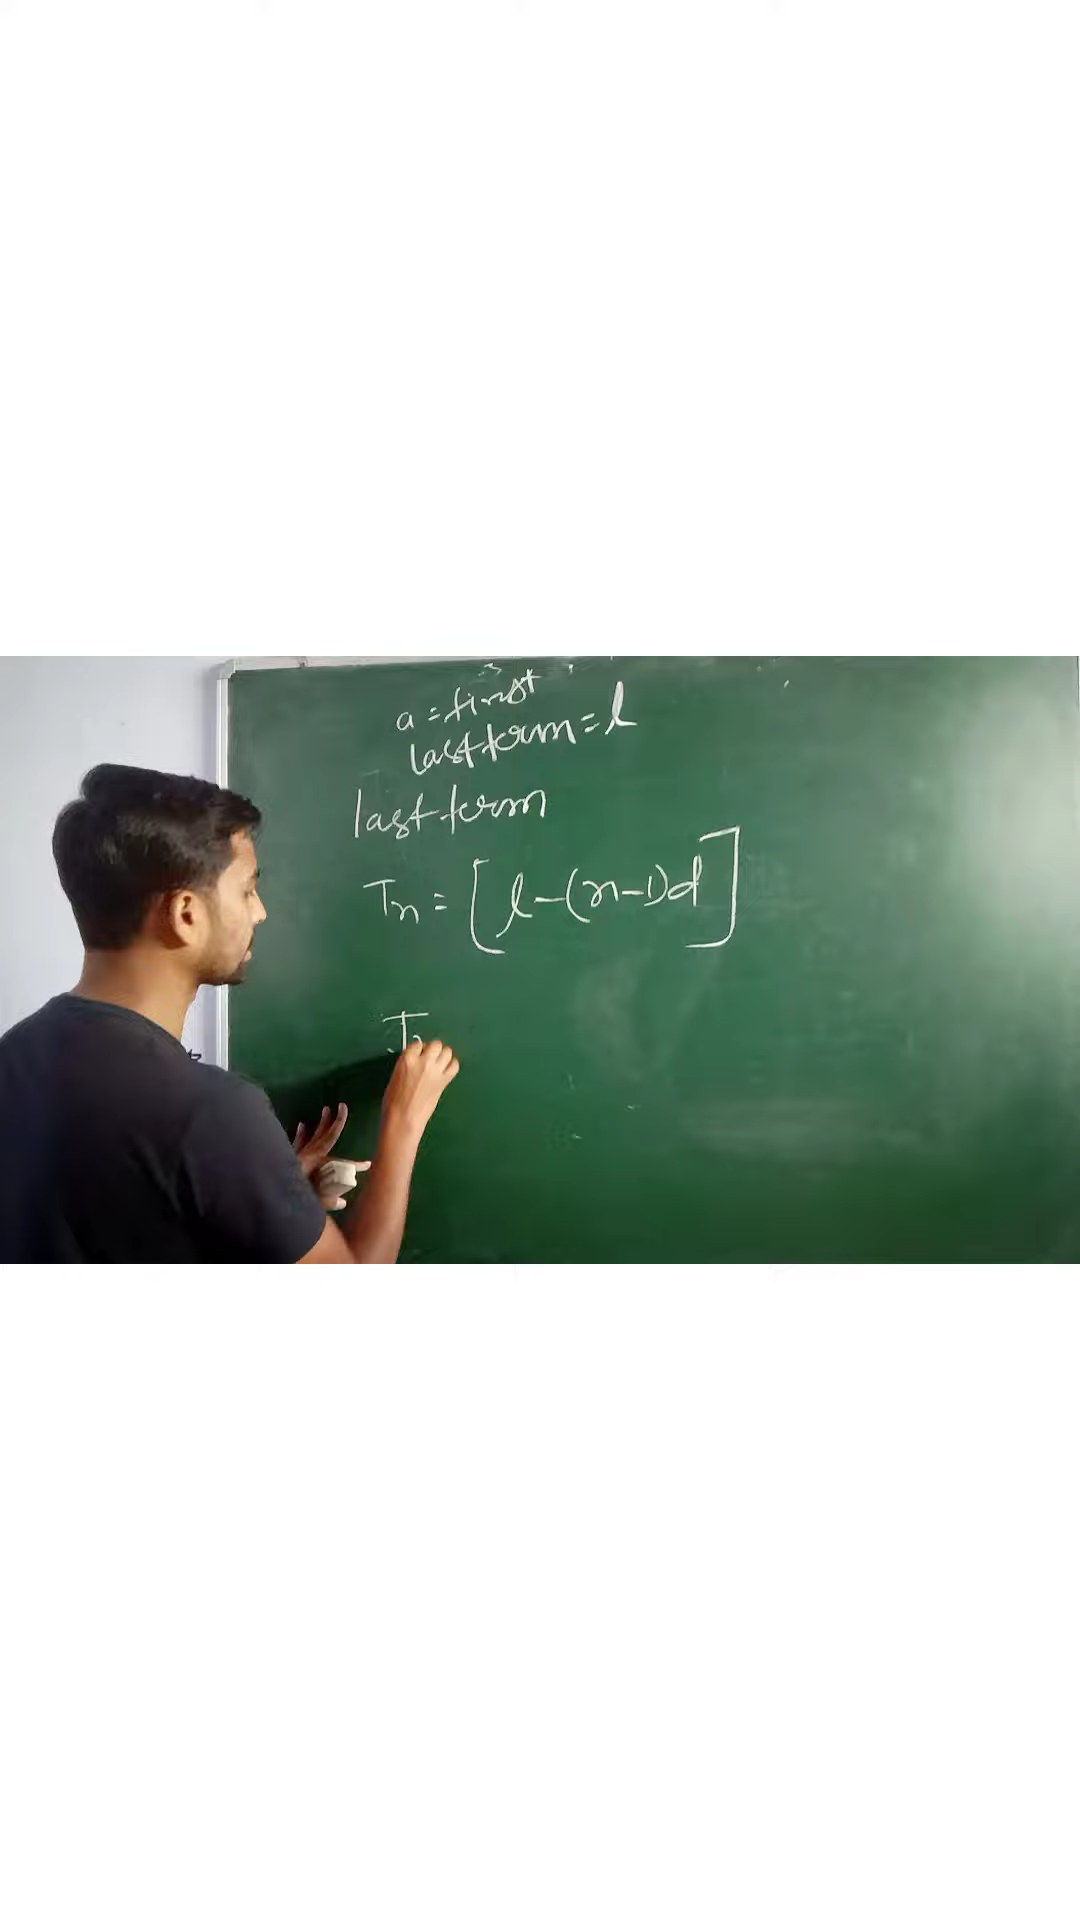 a = first
last term = l
last term
Tn = [l - (n-1)d]
T